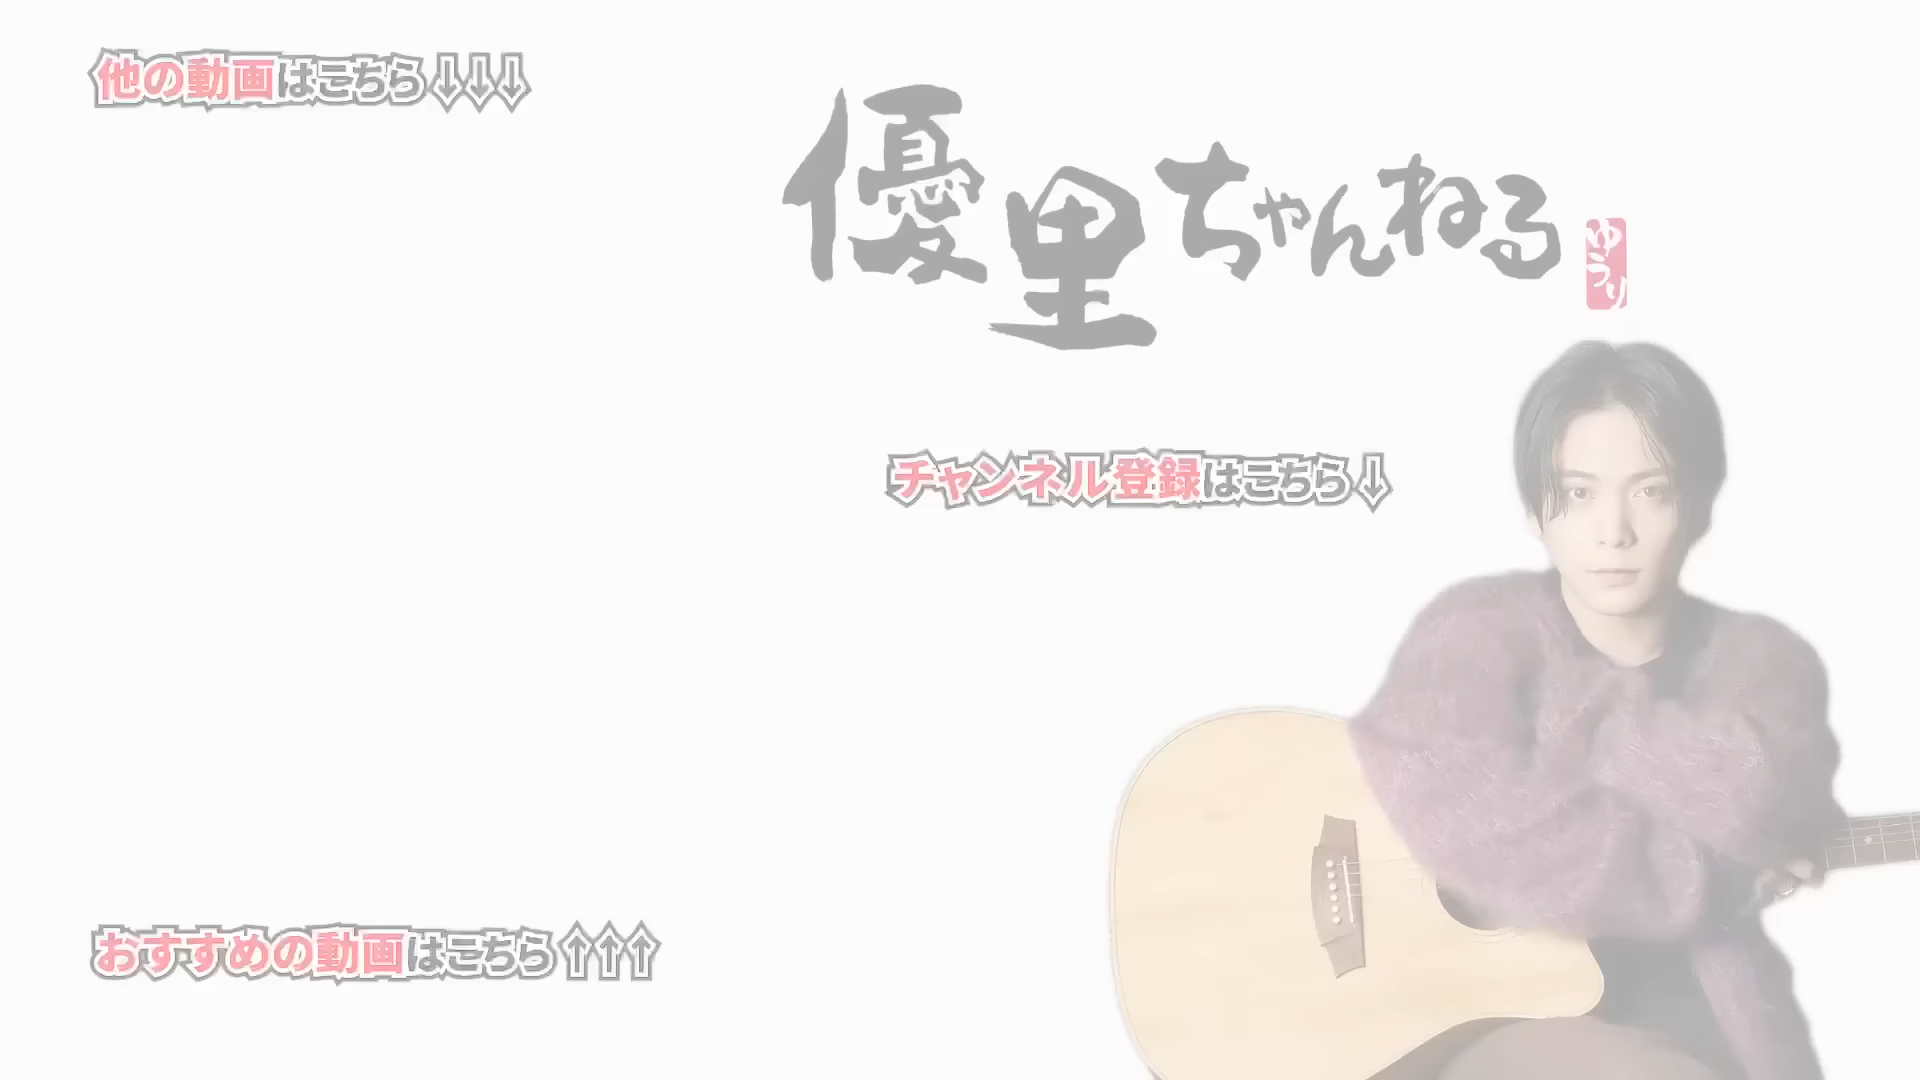 他の動画はこちら↓↓↓
優里ちゃんねる
ゆうり
チャンネル登録はこちら↓
おすすめの動画はこちら↑↑↑